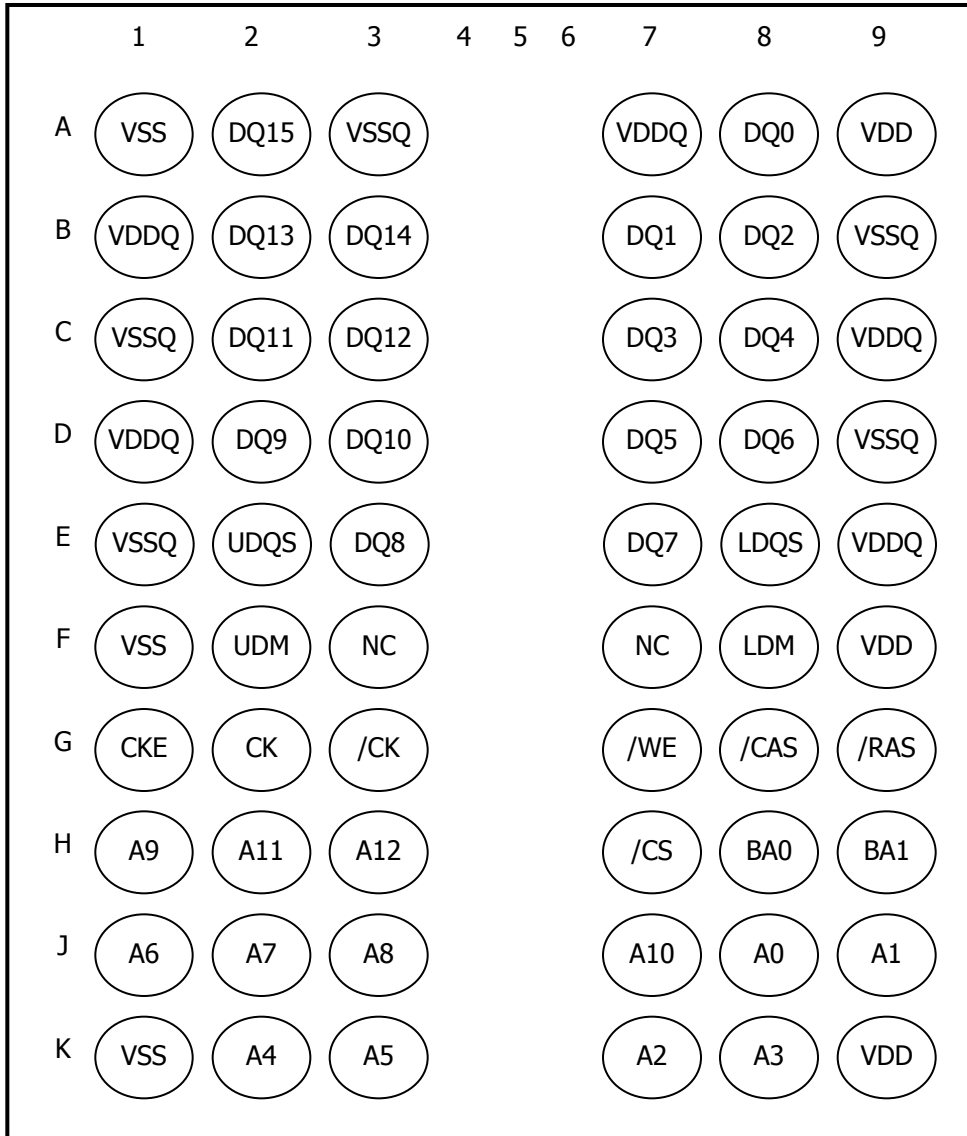 1 2 3 4 5 6 7 8 9
A VSS DQ15 VSSQ VDDQ DQ0 VDD
B VDDQ DQ13 DQ14 DQ1 DQ2 VSSQ
C VSSQ DQ11 DQ12 DQ3 DQ4 VDDQ
D VDDQ DQ9 DQ10 DQ5 DQ6 VSSQ
E VSSQ UDQS DQ8 DQ7 LDQS VDDQ
F VSS UDM NC NC LDM VDD
G CKE CK /CK /WE /CAS /RAS
H A9 A11 A12 /CS BA0 BA1
J A6 A7 A8 A10 A0 A1
K VSS A4 A5 A2 A3 VDD